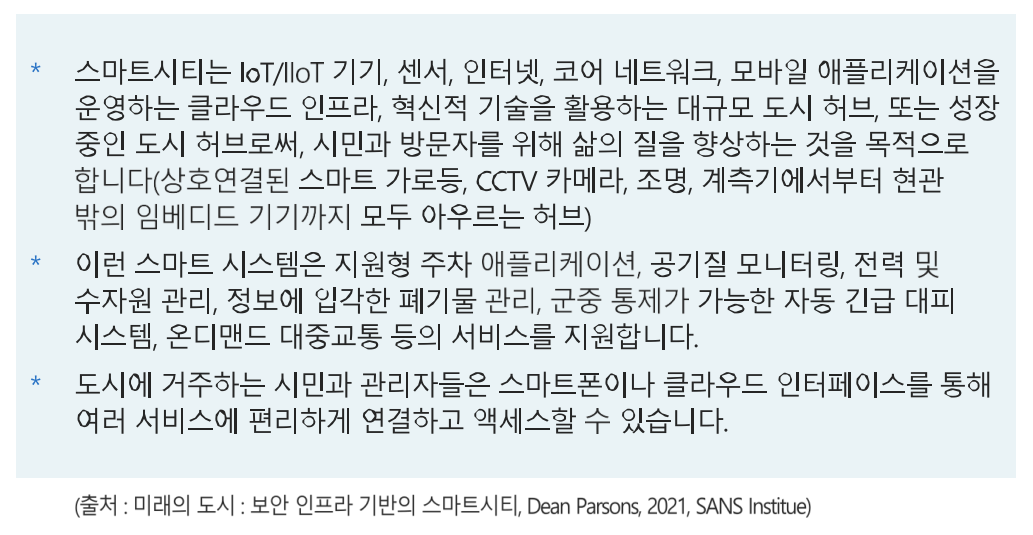 * 스마트시티는 IoT/IIoT 기기, 센서, 인터넷, 코어 네트워크, 모바일 애플리케이션을
운영하는 클라우드 인프라, 혁신적 기술을 활용하는 대규모 도시 허브, 또는 성장
중인 도시 허브로써, 시민과 방문자를 위해 삶의 질을 향상하는 것을 목적으로
합니다(상호연결된 스마트 가로등, CCTV 카메라, 조명, 계측기에서부터 현관
밖의 임베디드 기기까지 모두 아우르는 허브)
* 이런 스마트 시스템은 지원형 주차 애플리케이션, 공기질 모니터링, 전력 및
수자원 관리, 정보에 입각한 폐기물 관리, 군중 통제가 가능한 자동 긴급 대피
시스템, 온디맨드 대중교통 등의 서비스를 지원합니다.
* 도시에 거주하는 시민과 관리자들은 스마트폰이나 클라우드 인터페이스를 통해
여러 서비스에 편리하게 연결하고 액세스할 수 있습니다.
(출처 : 미래의 도시 : 보안 인프라 기반의 스마트시티, Dean Parsons, 2021, SANS Institue)